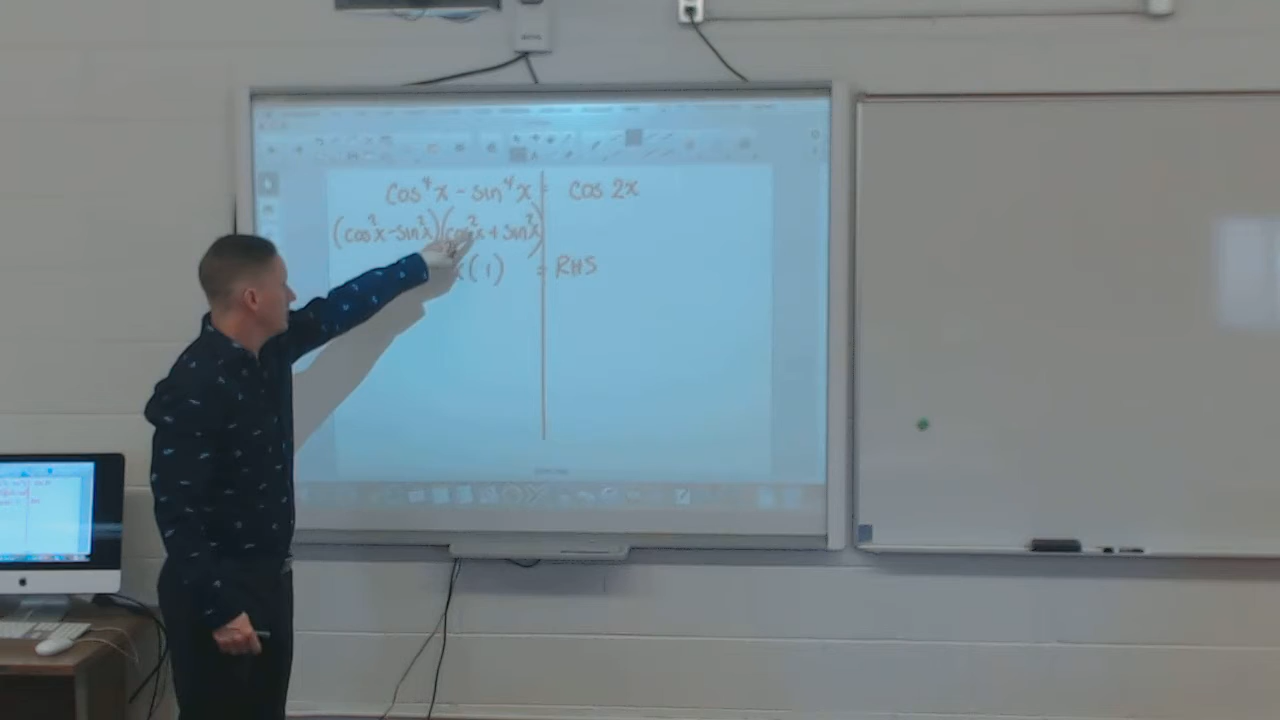 cos⁴x - sin⁴x = cos 2x
(cos²x - sin²x)(cos²x + sin²x)
x(1) = RHS